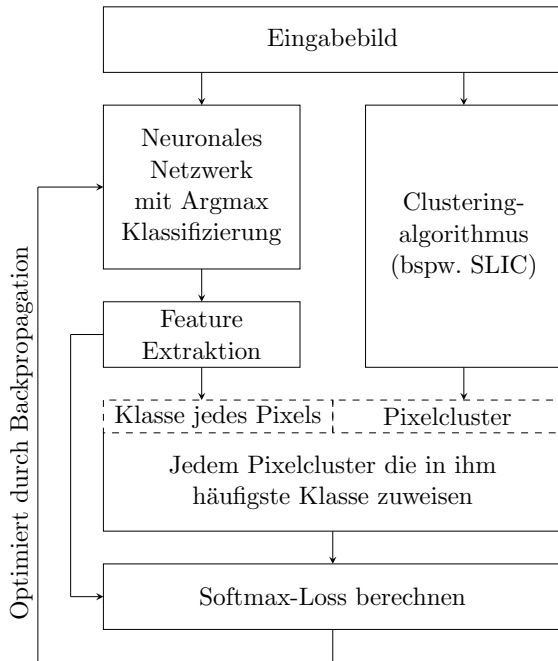 Eingabebild
Neuronales
Netzwerk
mit Argmax
Klassifizierung
Clustering-
algorithmus
(bspw. SLIC)
Feature
Extraktion
Klasse jedes Pixels
Pixelcluster
Jedem Pixelcluster die in ihm
häufigste Klasse zuweisen
Softmax-Loss berechnen
Optimiert durch Backpropagation